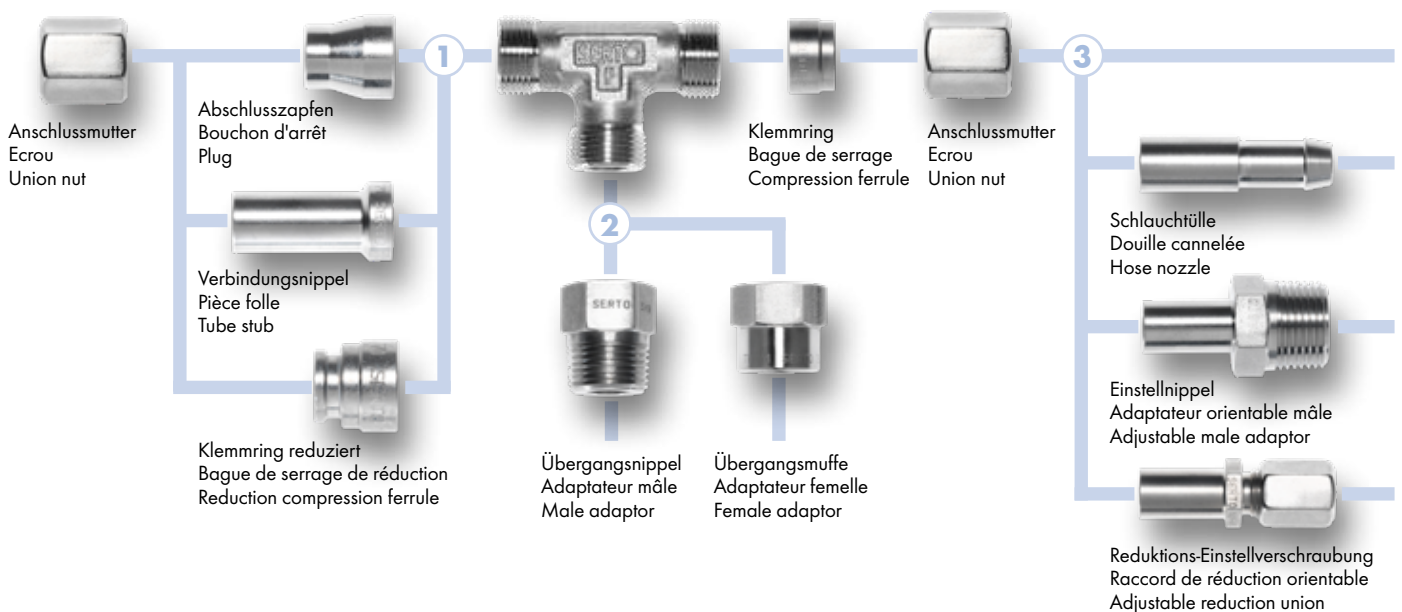 Anschlussmutter
Ecrou
Union nut
Abschlusszapfen
Bouchon d'arrêt
Plug
1
SERTO
Klemmring
Bague de serrage
Compression ferrule
Anschlussmutter
Ecrou
Union nut
3
Verbindungsnippel
Pièce folle
Tube stub
2
Schlauchtülle
Douille cannelée
Hose nozzle
SERTO
Klemmring reduziert
Bague de serrage de réduction
Reduction compression ferrule
Übergangsnippel
Adaptateur mâle
Male adaptor
Übergangsmuffe
Adaptateur femelle
Female adaptor
Einstellnippel
Adaptateur orientable mâle
Adjustable male adaptor
SERTO
Reduktions-Einstellverschraubung
Raccord de réduction orientable
Adjustable reduction union